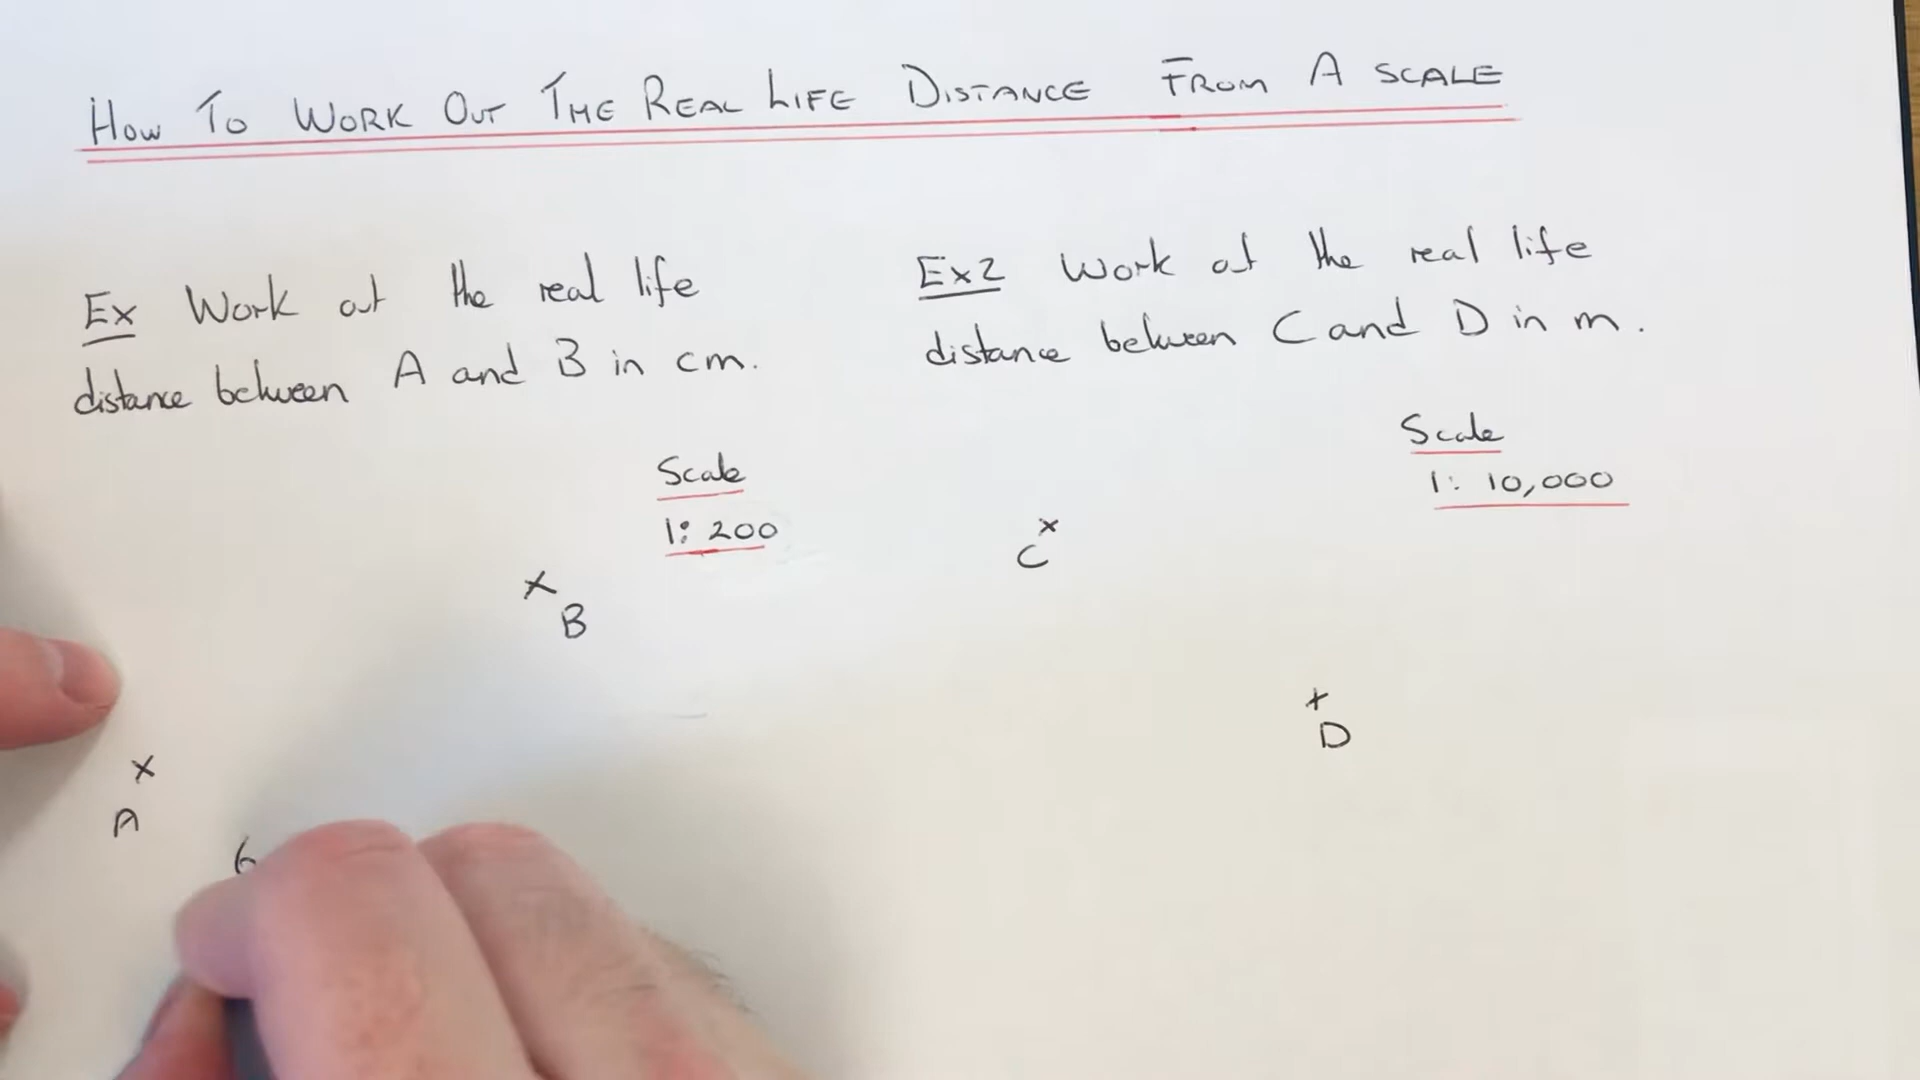 HOW TO WORK OUT THE REAL LIFE DISTANCE FROM A SCALE
Ex Work out the real life
distance between A and B in cm.
Scale
1: 200
x
B
x
A
6
Ex2 Work out the real life
distance between C and D in m.
Scale
1: 10,000
x
C
+
D